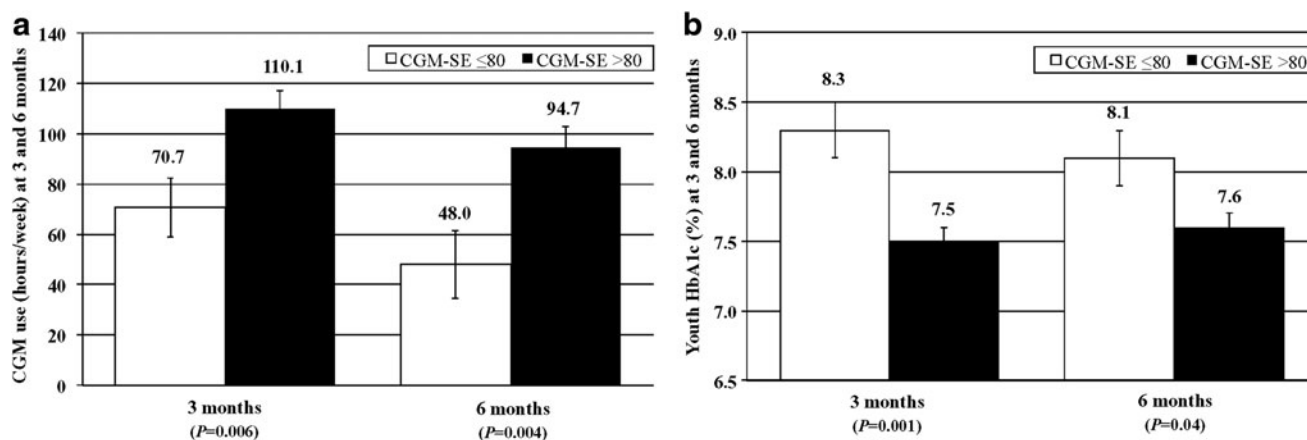 a
CGM use (hours/week) at 3 and 6 months
140
120
100
80
60
40
20
0
CGM-SE ≤80 CGM-SE >80
70.7
110.1
48.0
94.7
3 months
(P=0.006)
6 months
(P=0.004)
b
Youth HbA1c (%) at 3 and 6 months
9.0
8.5
8.0
7.5
7.0
6.5
CGM-SE ≤80 CGM-SE >80
8.3
7.5
8.1
7.6
3 months
(P=0.001)
6 months
(P=0.04)